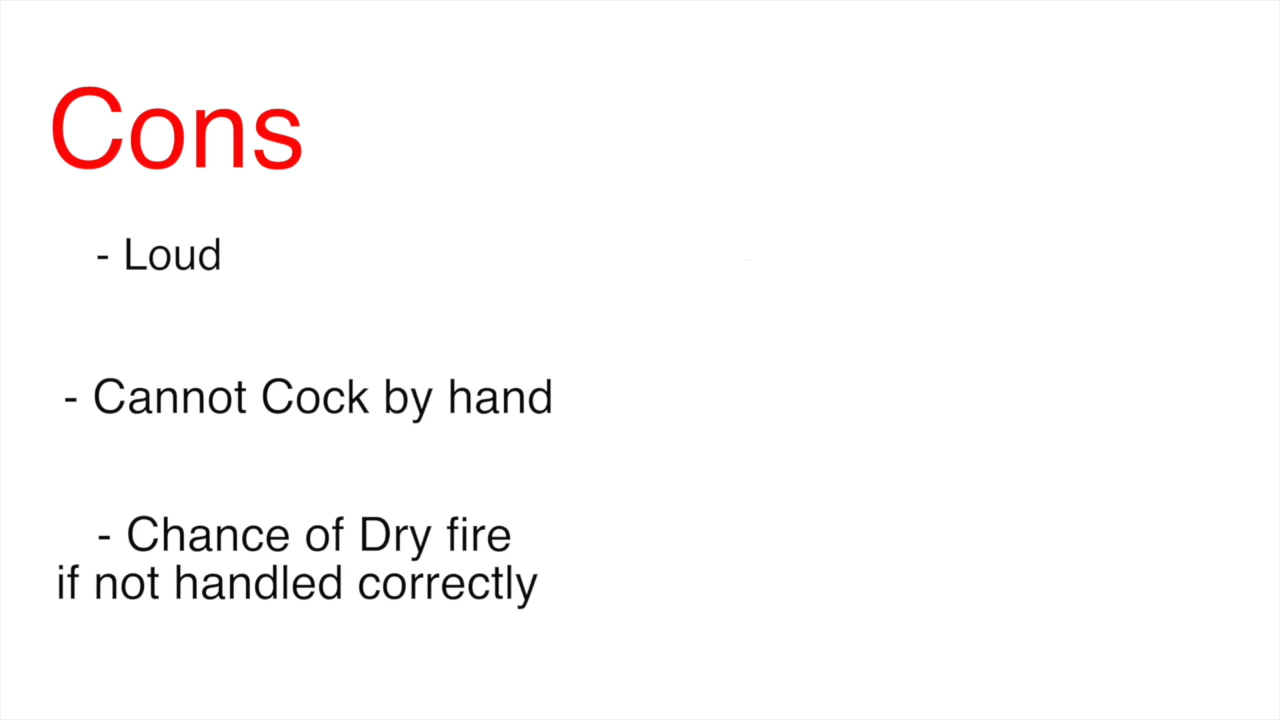 Cons
- Loud
- Cannot Cock by hand
- Chance of Dry fire
if not handled correctly